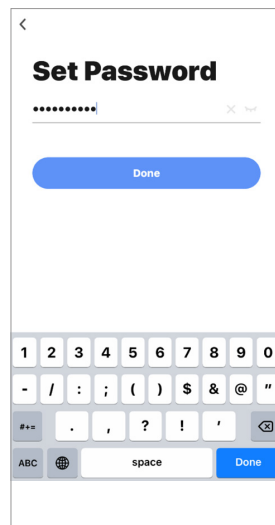 Set Password
••••••••••
Done
1 2 3 4 5 6 7 8 9 0
- / : ; ( ) $ & @ "
#+= . , ? ! '
ABC space Done